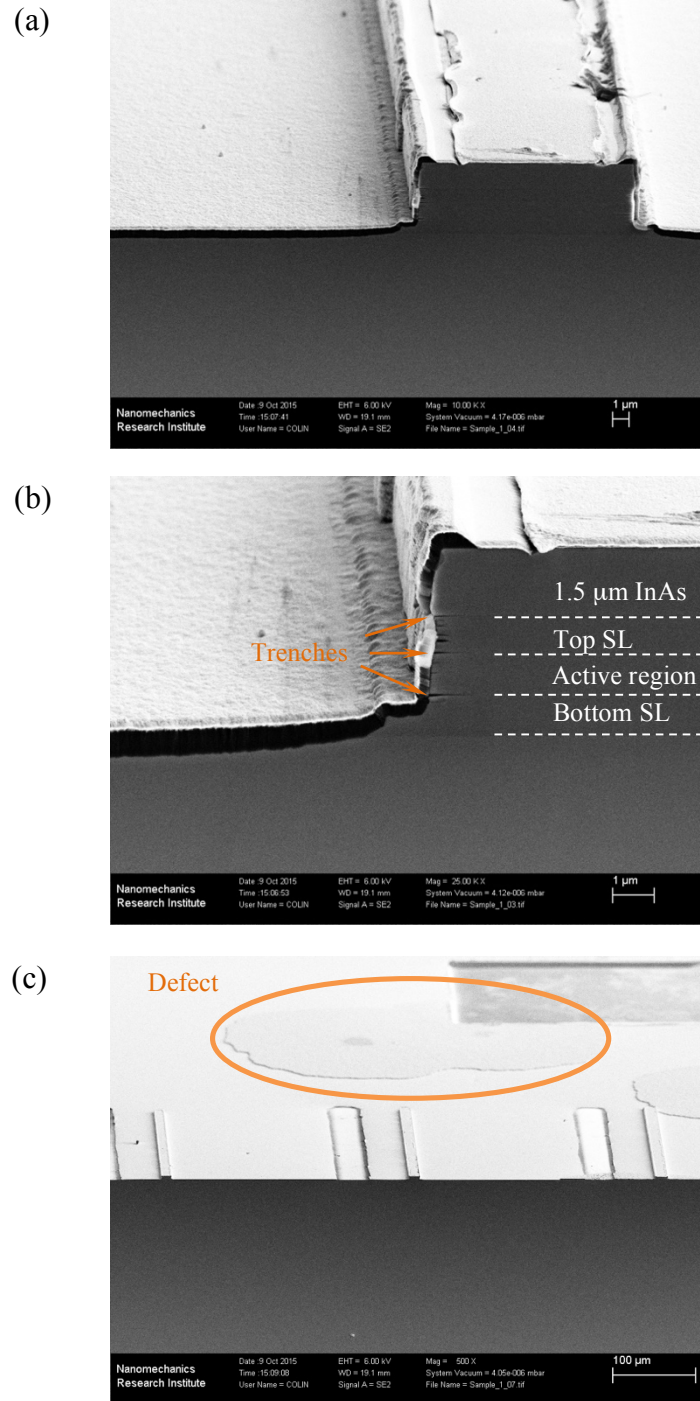 (a)
Nanomechanics
Research Institute
Date :9 Oct 2015
Time :15:07:41
User Name = COLIN
EHT = 6.00 kV
WD = 19.1 mm
Signal A = SE2
Mag = 10.00 K X
System Vacuum = 4.17e-006 mbar
File Name = Sample_1_04.tif
1 µm
(b)
1.5 µm InAs
Top SL
Trenches
Active region
Bottom SL
Nanomechanics
Research Institute
Date :9 Oct 2015
Time :15:06:53
User Name = COLIN
EHT = 6.00 kV
WD = 19.1 mm
Signal A = SE2
Mag = 25.00 K X
System Vacuum = 4.12e-006 mbar
File Name = Sample_1_03.tif
1 µm
(c)
Defect
Nanomechanics
Research Institute
Date :9 Oct 2015
Time :15:09:08
User Name = COLIN
EHT = 6.00 kV
WD = 19.1 mm
Signal A = SE2
Mag = 500 X
System Vacuum = 4.05e-006 mbar
File Name = Sample_1_07.tif
100 µm